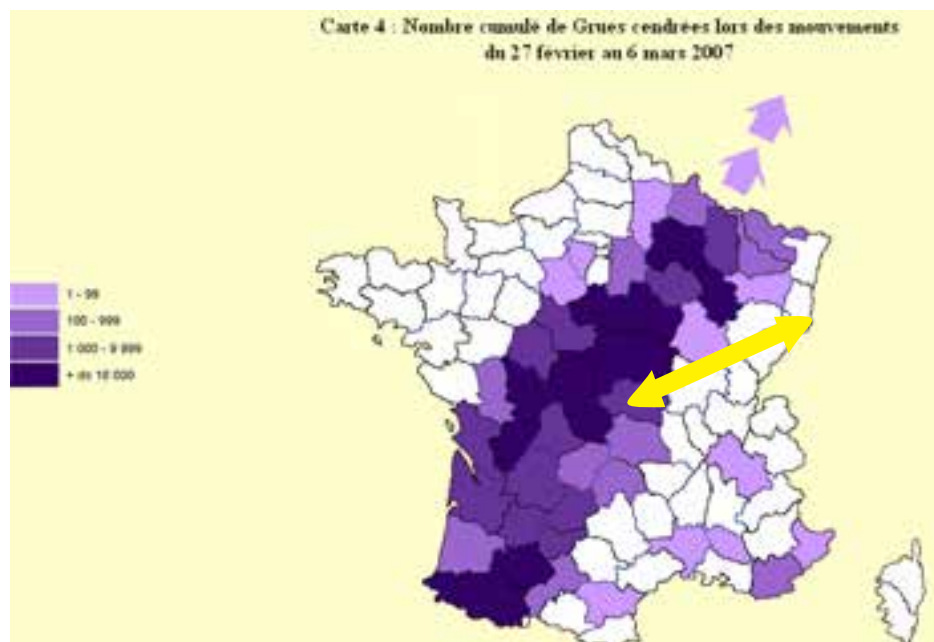 Carte 4 : Nombre cumulé de Grues cendrées lors des mouvements
du 27 février au 6 mars 2007
1 - 99
100 - 999
1 000 - 9 999
+ de 10 000